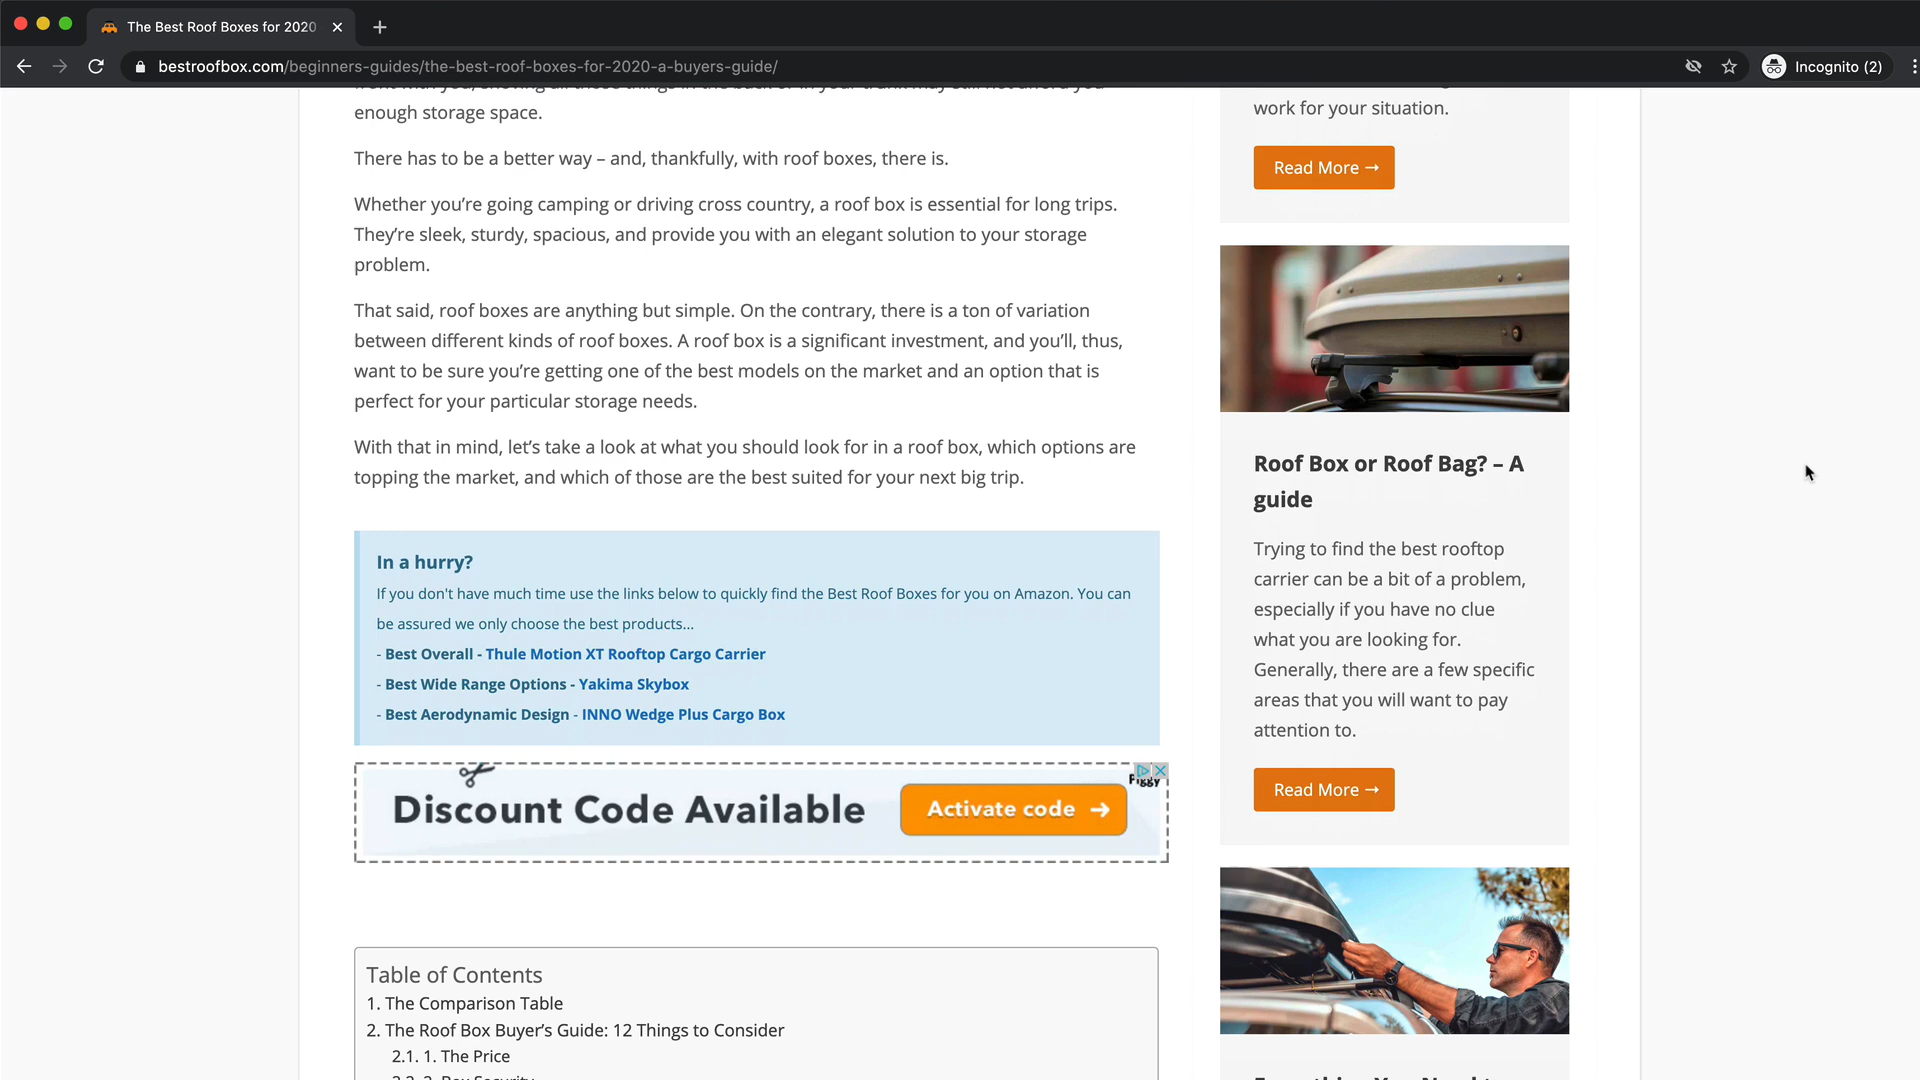 The Best Roof Boxes for 2020
bestroofbox.com/beginners-guides/the-best-roof-boxes-for-2020-a-buyers-guide/
Incognito (2)
enough storage space.
There has to be a better way – and, thankfully, with roof boxes, there is.
Whether you’re going camping or driving cross country, a roof box is essential for long trips.
They’re sleek, sturdy, spacious, and provide you with an elegant solution to your storage
problem.
That said, roof boxes are anything but simple. On the contrary, there is a ton of variation
between different kinds of roof boxes. A roof box is a significant investment, and you’ll, thus,
want to be sure you’re getting one of the best models on the market and an option that is
perfect for your particular storage needs.
With that in mind, let’s take a look at what you should look for in a roof box, which options are
topping the market, and which of those are the best suited for your next big trip.
In a hurry?
If you don't have much time use the links below to quickly find the Best Roof Boxes for you on Amazon. You can
be assured we only choose the best products...
- Best Overall - Thule Motion XT Rooftop Cargo Carrier
- Best Wide Range Options - Yakima Skybox
- Best Aerodynamic Design - INNO Wedge Plus Cargo Box
Piggy
Discount Code Available
Activate code →
Table of Contents
1. The Comparison Table
2. The Roof Box Buyer’s Guide: 12 Things to Consider
2.1. 1. The Price
work for your situation.
Read More →
Roof Box or Roof Bag? – A
guide
Trying to find the best rooftop
carrier can be a bit of a problem,
especially if you have no clue
what you are looking for.
Generally, there are a few specific
areas that you will want to pay
attention to.
Read More →